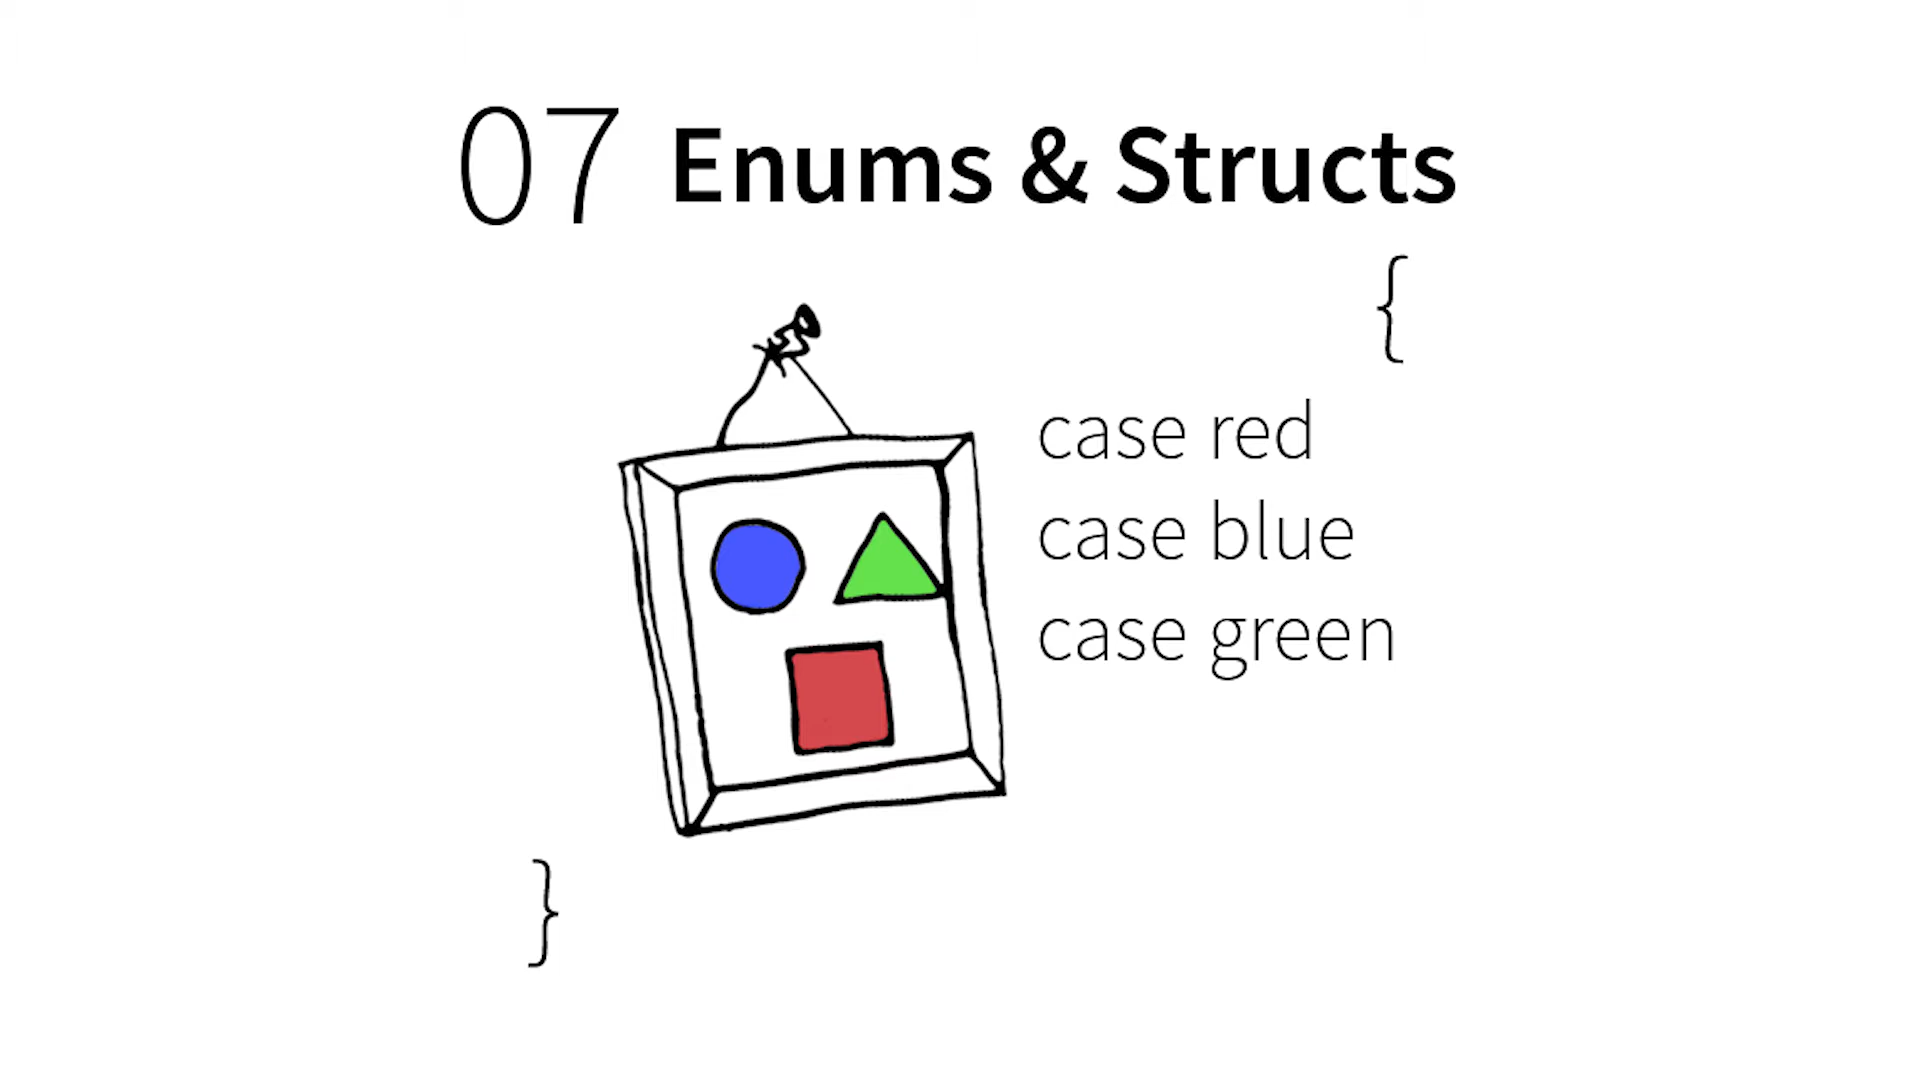 07 Enums & Structs
{
case red
case blue
case green
}